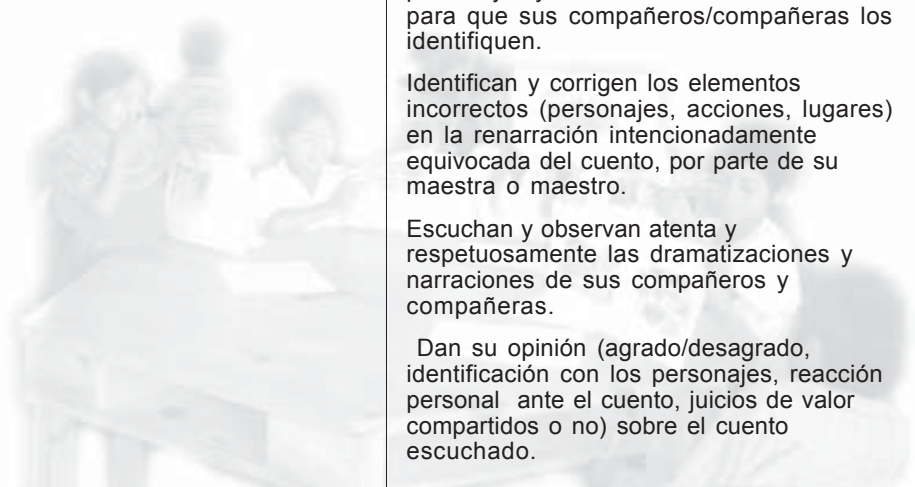 para que sus compañeros/compañeras los
identifiquen.
Identifican y corrigen los elementos
incorrectos (personajes, acciones, lugares)
en la renarración intencionadamente
equivocada del cuento, por parte de su
maestra o maestro.
Escuchan y observan atenta y
respetuosamente las dramatizaciones y
narraciones de sus compañeros y
compañeras.
Dan su opinión (agrado/desagrado,
identificación con los personajes, reacción
personal ante el cuento, juicios de valor
compartidos o no) sobre el cuento
escuchado.